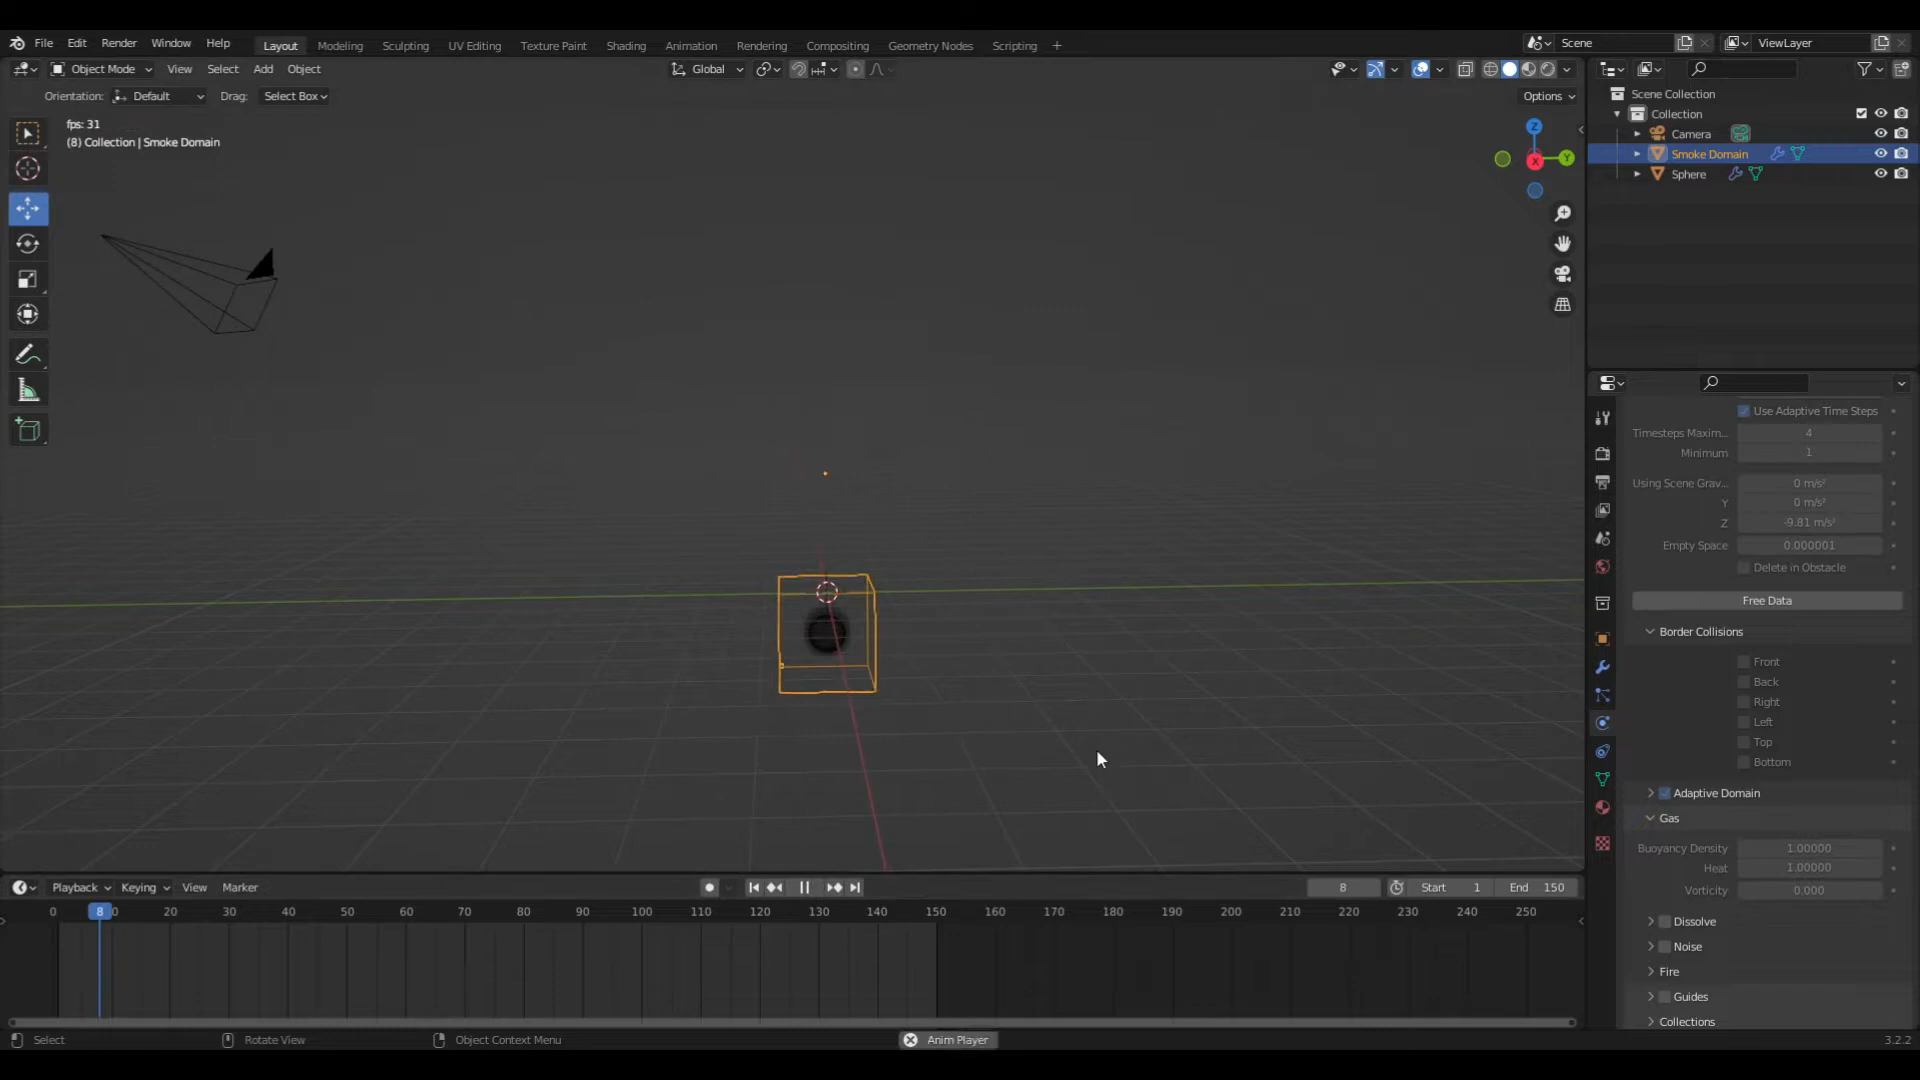 File Edit Render Window Help Layout Modeling Sculpting UV Editing Texture Paint Shading Animation Rendering Compositing Geometry Nodes Scripting + Scene ViewLayer
Object Mode View Select Add Object Global
Orientation: Default Drag: Select Box Options
Scene Collection
Collection
Camera
Smoke Domain
Sphere
fps: 31
(8) Collection | Smoke Domain
Z
Y
X
Use Adaptive Time Steps
Timesteps Maxim... 4
Minimum 1
Using Scene Grav... 0 m/s²
Y 0 m/s²
Z -9.81 m/s²
Empty Space 0.000001
Delete in Obstacle
Free Data
Border Collisions
Front
Back
Right
Left
Top
Bottom
Adaptive Domain
Gas
Buoyancy Density 1.00000
Heat 1.00000
Vorticity 0.000
Dissolve
Noise
Fire
Guides
Collections
Playback Keying View Marker 8 Start 1 End 150
0 8 0 20 30 40 50 60 70 80 90 100 110 120 130 140 150 160 170 180 190 200 210 220 230 240 250
Select Rotate View Object Context Menu Anim Player 3.2.2